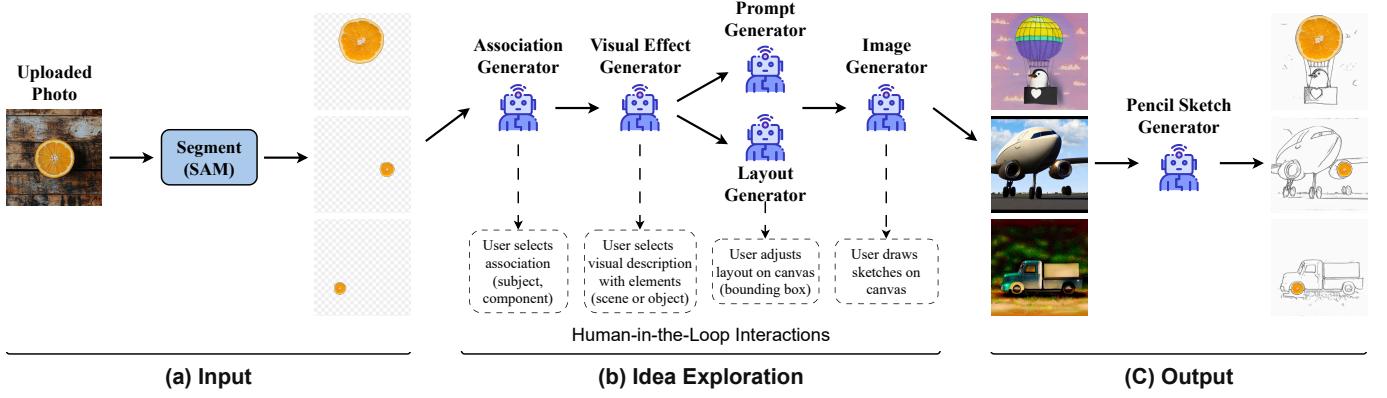 Uploaded
Photo
Segment
(SAM)
Association
Generator
Visual Effect
Generator
Prompt
Generator
Layout
Generator
Image
Generator
User selects
association
(subject,
component)
User selects
visual description
with elements
(scene or object)
User adjusts
layout on canvas
(bounding box)
User draws
sketches on
canvas
Human-in-the-Loop Interactions
Pencil Sketch
Generator
(a) Input
(b) Idea Exploration
(C) Output